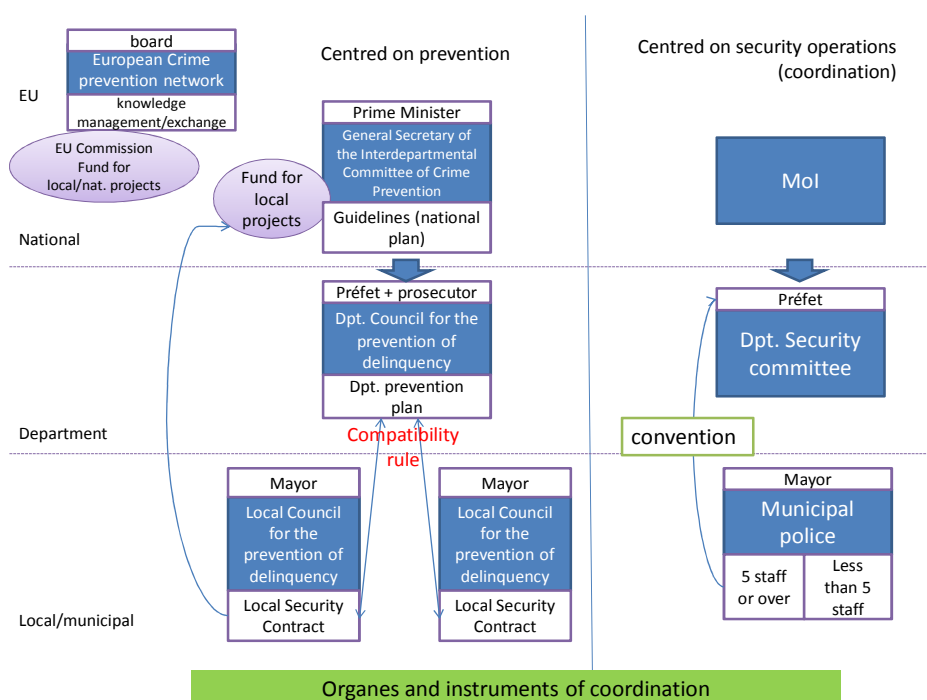 board
European Crime
prevention network
knowledge
management/exchange
EU
EU Commission
Fund for
local/nat. projects
Centred on prevention
Prime Minister
General Secretary of
the Interdepartmental
Committee of Crime
Prevention
Guidelines (national
plan)
Fund for
local
projects
National
Centred on security operations
(coordination)
MoI
Préfet + prosecutor
Dpt. Council for the
prevention of
delinquency
Dpt. prevention
plan
Department
Compatibility
rule
Préfet
Dpt. Security
committee
convention
Mayor
Local Council
for the
prevention of
delinquency
Local Security
Contract
Mayor
Local Council
for the
prevention of
delinquency
Local Security
Contract
Local/municipal
Mayor
Municipal
police
5 staff
or over
Less
than 5
staff
Organes and instruments of coordination